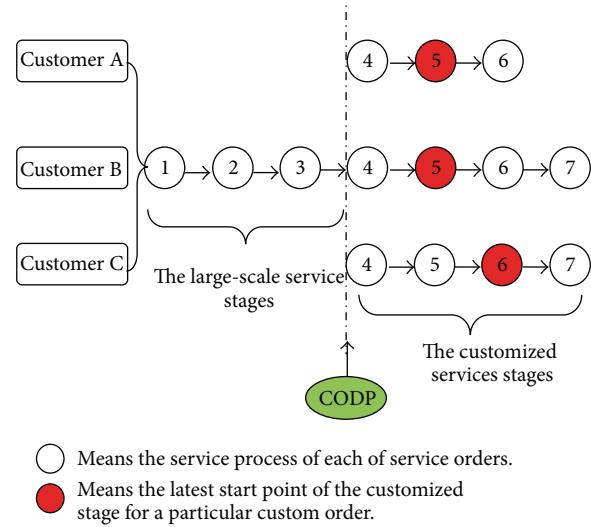 Customer A
4
5
6
Customer B
1
2
3
4
5
6
7
Customer C
4
5
6
7
The large-scale service
stages
The customized
services stages
CODP
Means the service process of each of service orders.
Means the latest start point of the customized
stage for a particular custom order.